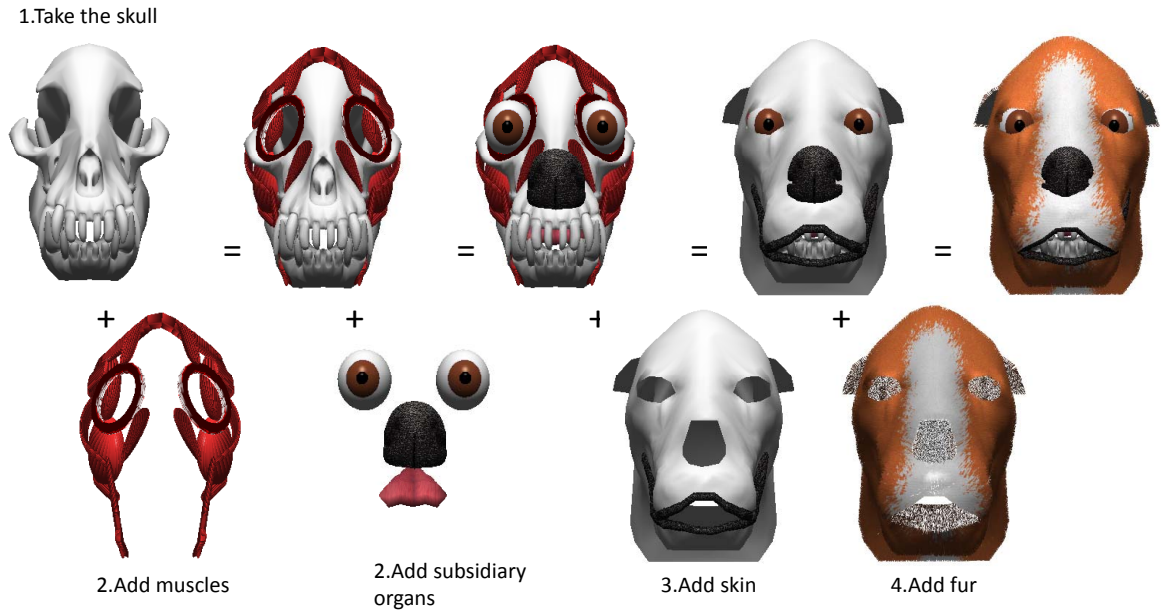 1.Take the skull
= = = =
+ + + +
2.Add muscles
2.Add subsidiary
organs
3.Add skin
4.Add fur